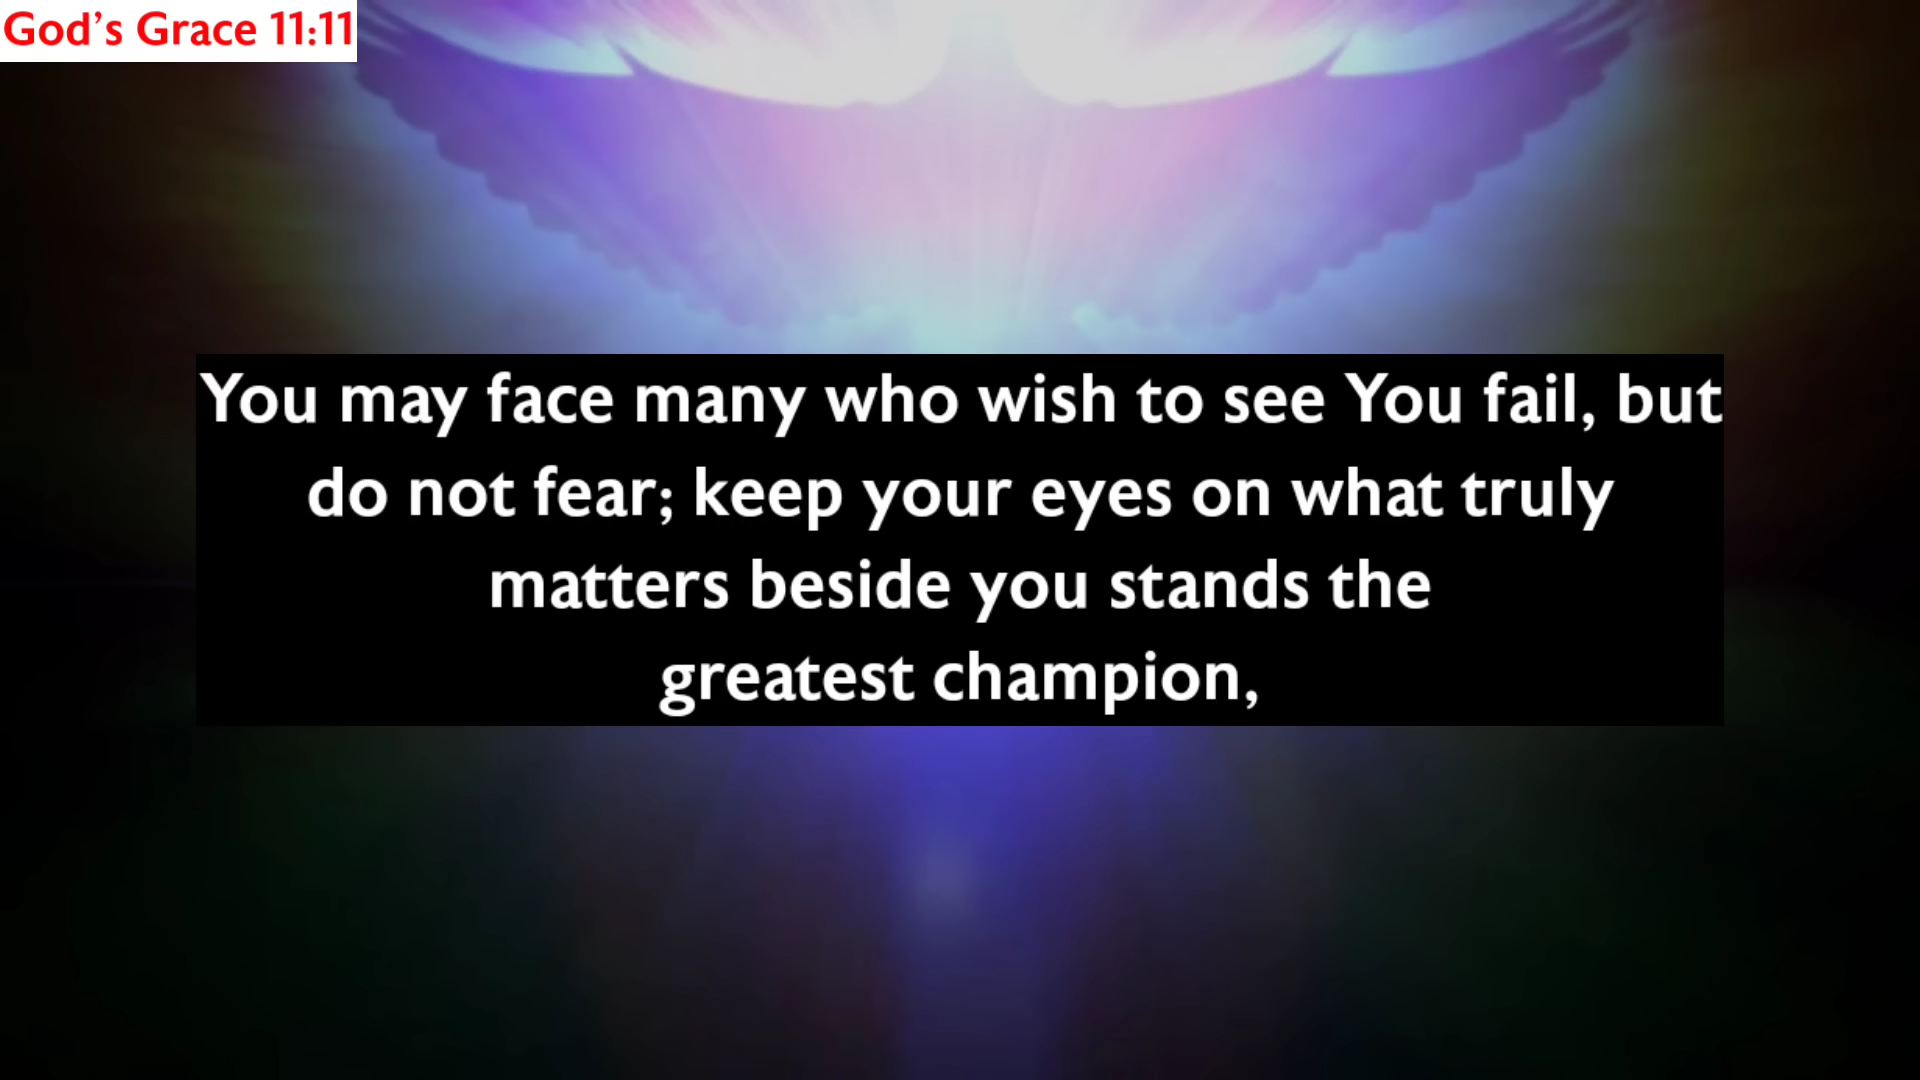 God's Grace 11:11
You may face many who wish to see You fail, but
do not fear; keep your eyes on what truly
matters beside you stands the
greatest champion,